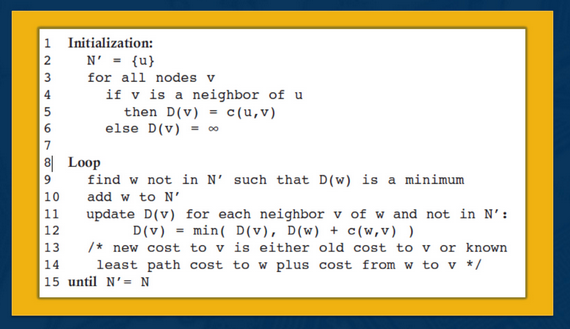 1 Initialization:
2 N' = {u}
3 for all nodes v
4 if v is a neighbor of u
5 then D(v) = c(u,v)
6 else D(v) = ∞
7
8 Loop
9 find w not in N' such that D(w) is a minimum
10 add w to N'
11 update D(v) for each neighbor v of w and not in N':
12 D(v) = min( D(v), D(w) + c(w,v) )
13 /* new cost to v is either old cost to v or known
14 least path cost to w plus cost from w to v */
15 until N'= N